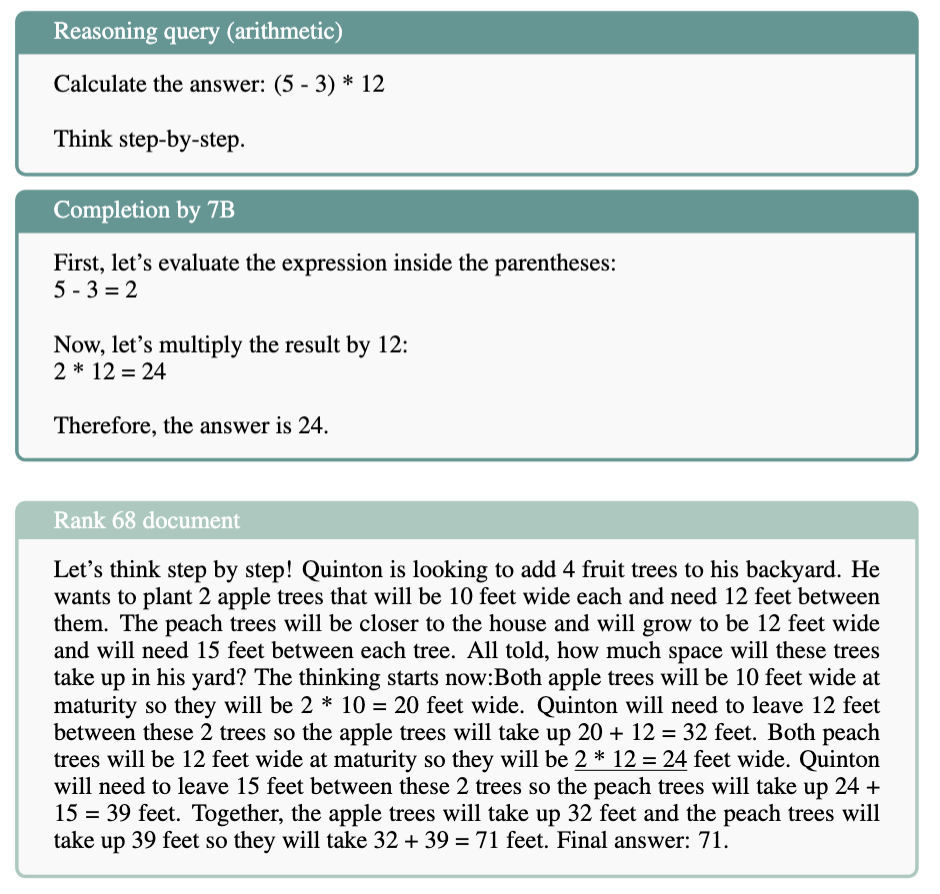 Reasoning query (arithmetic)
Calculate the answer: (5 - 3) * 12
Think step-by-step.
Completion by 7B
First, let’s evaluate the expression inside the parentheses:
5 - 3 = 2
Now, let’s multiply the result by 12:
2 * 12 = 24
Therefore, the answer is 24.
Rank 68 document
Let’s think step by step! Quinton is looking to add 4 fruit trees to his backyard. He
wants to plant 2 apple trees that will be 10 feet wide each and need 12 feet between
them. The peach trees will be closer to the house and will grow to be 12 feet wide
and will need 15 feet between each tree. All told, how much space will these trees
take up in his yard? The thinking starts now:Both apple trees will be 10 feet wide at
maturity so they will be 2 * 10 = 20 feet wide. Quinton will need to leave 12 feet
between these 2 trees so the apple trees will take up 20 + 12 = 32 feet. Both peach
trees will be 12 feet wide at maturity so they will be 2 * 12 = 24 feet wide. Quinton
will need to leave 15 feet between these 2 trees so the peach trees will take up 24 +
15 = 39 feet. Together, the apple trees will take up 32 feet and the peach trees will
take up 39 feet so they will take 32 + 39 = 71 feet. Final answer: 71.